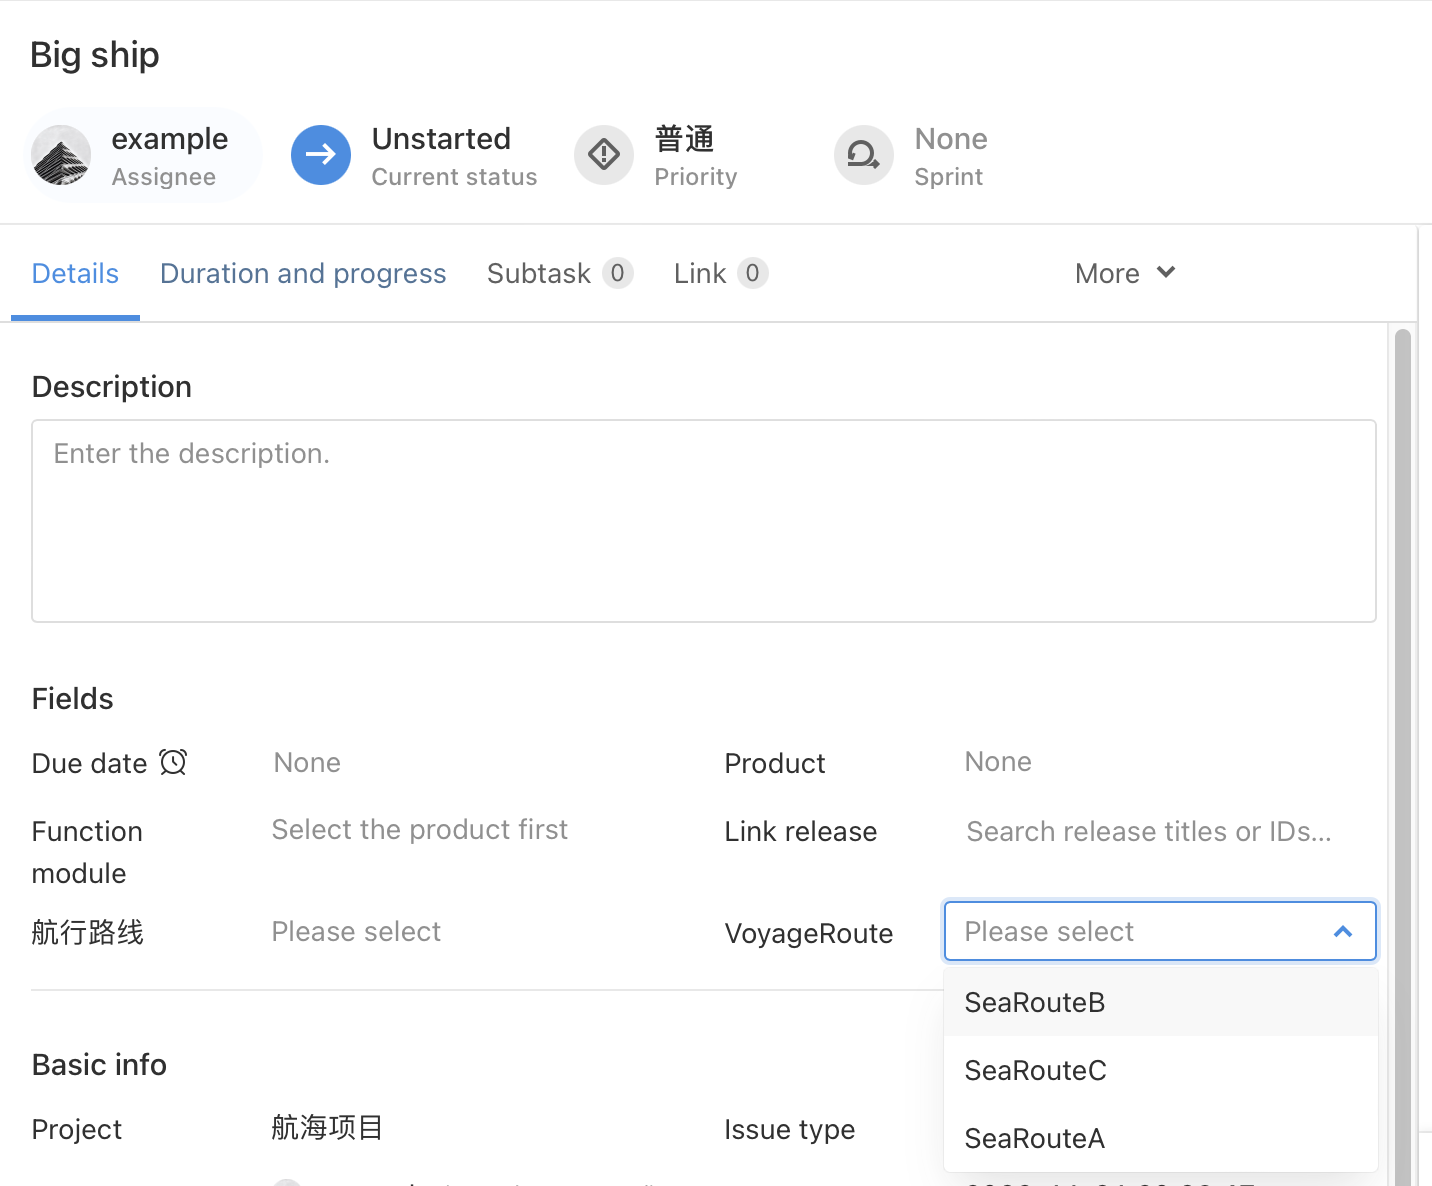 Big ship
example
Assignee
Unstarted
Current status
普通
Priority
None
Sprint
Details
Duration and progress
Subtask 0
Link 0
More
Description
Enter the description.
Fields
Due date
None
Product
None
Function
module
Select the product first
Link release
Search release titles or IDs...
航行路线
Please select
VoyageRoute
Please select
SeaRouteB
SeaRouteC
SeaRouteA
Basic info
Project
航海项目
Issue type